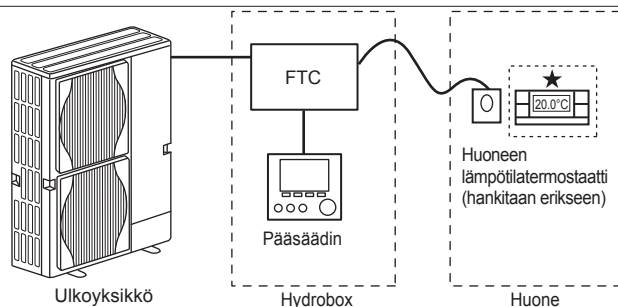 FTC
★
20.0°C
Huoneen
lämpötilatermostaatti
(hankitaan erikseen)
Pääsäädin
Ulkoyksikkö
Hydrobox
Huone